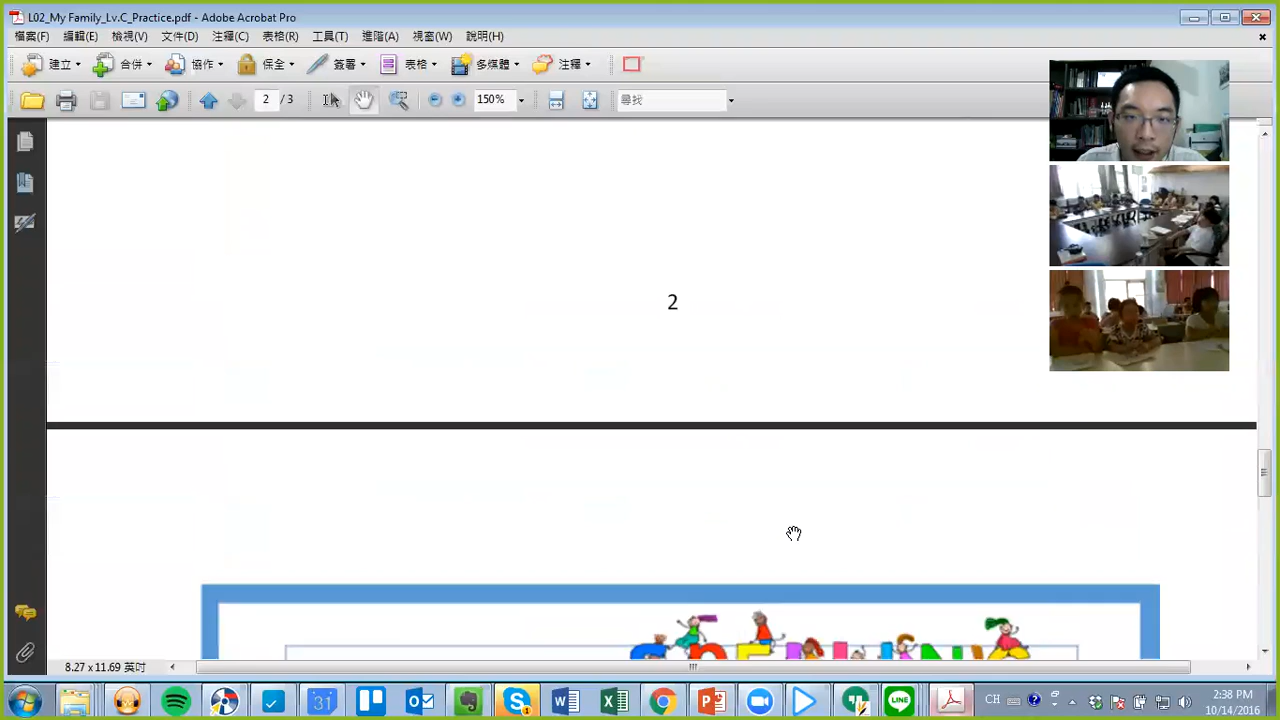 L02_My Family_Lv.C_Practice.pdf - Adobe Acrobat Pro
檔案(F) 編輯(E) 檢視(V) 文件(D) 注釋(C) 表格(R) 工具(T) 進階(A) 視窗(W) 說明(H)
建立 合併 協作 保全 簽署 表格 多媒體 注釋
2 / 3 150% 尋找
2
8.27 x 11.69 英吋
31 CH 2:38 PM
10/14/2016